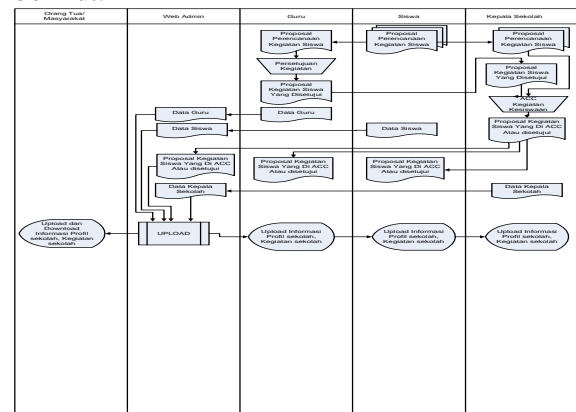 Orang Tua/
Masyarakat
Web Admin
Guru
Siswa
Kepala Sekolah
Proposal
Perencanaan
Kegiatan Siswa
Proposal
Perencanaan
Kegiatan Siswa
Proposal
Perencanaan
Kegiatan Siswa
Persetujuan
Kegiatan
Proposal
Kegiatan Siswa
Yang Disetujui
Proposal
Kegiatan Siswa
Yang Disetujui
ACC
Kegiatan
Kesiswaan
Data Guru
Data Guru
Data Siswa
Data Siswa
Proposal Kegiatan
Siswa Yang Di ACC
Atau disetujui
Proposal Kegiatan
Siswa Yang Di ACC
Atau disetujui
Proposal Kegiatan
Siswa Yang Di ACC
Atau disetujui
Proposal Kegiatan
Siswa Yang Di ACC
Atau disetujui
Data Kepala
Sekolah
Data Kepala
Sekolah
Upload dan
Download
Informasi Profil
sekolah, Kegiatan
sekolah
UPLOAD
Upload Informasi
Profil sekolah,
Kegiatan sekolah
Upload Informasi
Profil sekolah,
Kegiatan sekolah
Upload Informasi
Profil sekolah,
Kegiatan sekolah